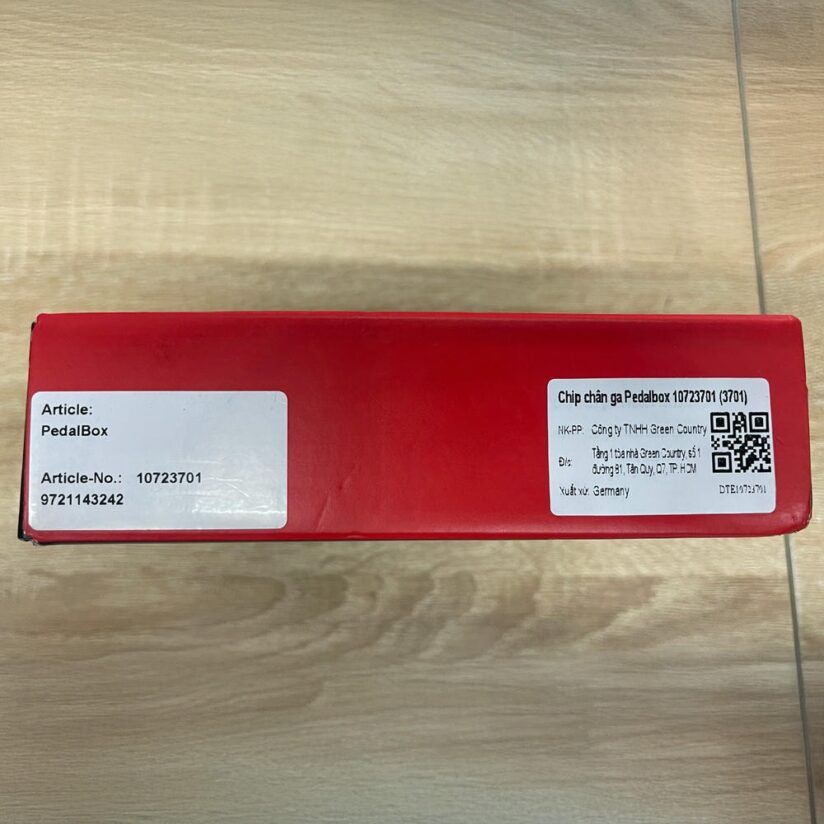 Article:
PedalBox
Article-No.: 10723701
9721143242
Chip chân ga Pedalbox 10723701 (3701)
NK-PP: Công ty TNHH Green Country
Đ/c: Tầng 1 tòa nhà Green Country, số 1
đường 81, Tân Quy, Q7, TP. HCM
Xuất xứ: Germany
DTE10723701